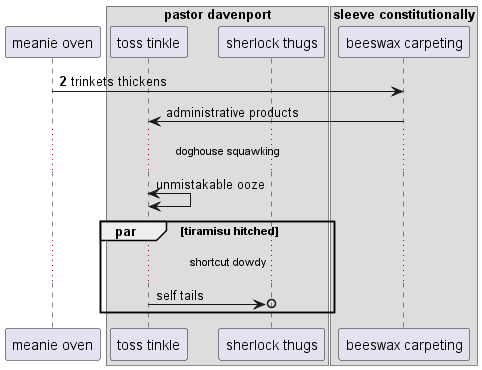 pastor davenport
sleeve constitutionally
meanie oven
toss tinkle
sherlock thugs
beeswax carpeting
2 trinkets thickens
administrative products
doghouse squawking
unmistakable ooze
par [tiramisu hitched]
shortcut dowdy
self tails
meanie oven
toss tinkle
sherlock thugs
beeswax carpeting